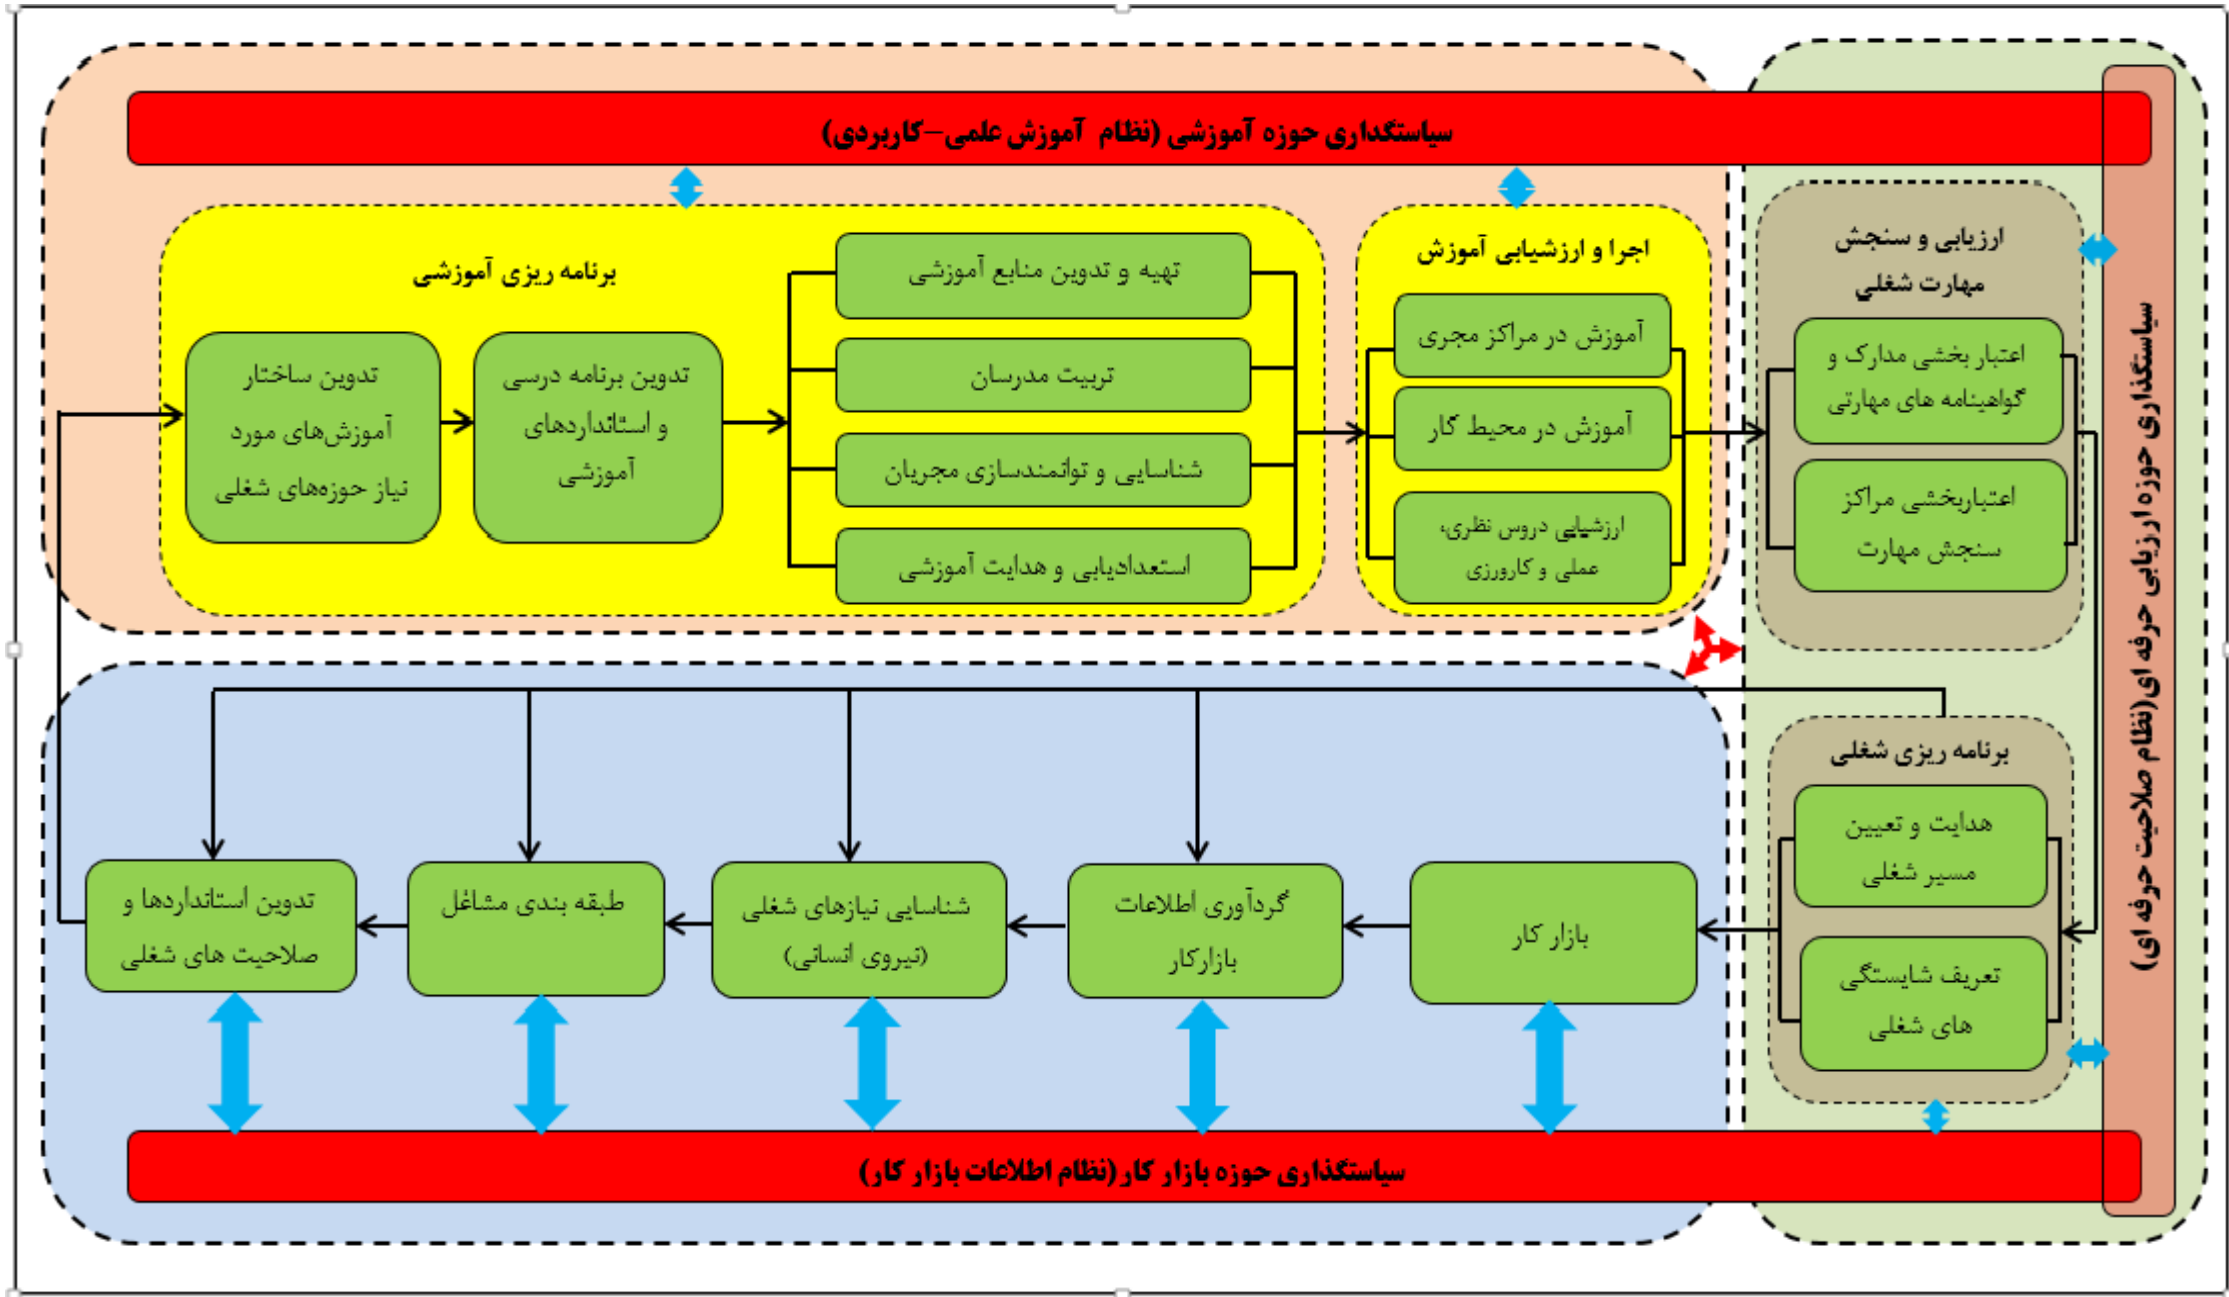 سیاستگداری حوزه آموزشی (نظام آموزش علمی-کاربردی)
برنامه ریزی آموزشی
تدوین ساختار
آموزش‌های مورد
نیاز حوزه‌های شغلی
تدوین برنامه درسی
و استانداردهای
آموزشی
تهیه و تدوین منابع آموزشی
تربیت مدرسان
شناسایی و توانمندسازی مجریان
استعدادیابی و هدایت آموزشی
اجرا و ارزشیابی آموزش
آموزش در مراکز مجری
آموزش در محیط کار
ارزشیابی دروس نظری،
عملی و کارورزی
ارزیابی و سنجش
مهارت شغلی
اعتبار بخشی مدارک و
گواهینامه های مهارتی
اعتباربخشی مراکز
سنجش مهارت
سیاستگذاری حوزه ارزیابی حرفه ای(نظام صلاحیت حرفه ای)
برنامه ریزی شغلی
هدایت و تعیین
مسیر شغلی
تعریف شایستگی
های شغلی
بازار کار
گردآوری اطلاعات
بازارکار
شناسایی نیازهای شغلی
(نیروی انسانی)
طبقه بندی مشاغل
تدوین استانداردها و
صلاحیت های شغلی
سیاستگذاری حوزه بازار کار(نظام اطلاعات بازار کار)